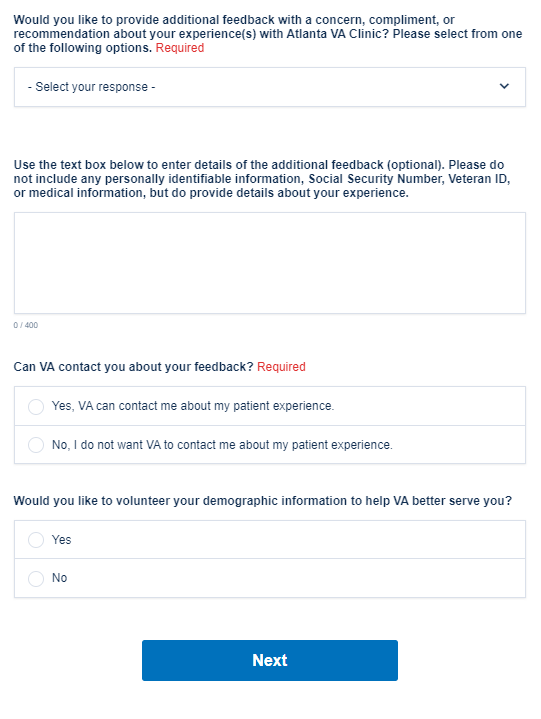 Would you like to provide additional feedback with a concern, compliment, or
recommendation about your experience(s) with Atlanta VA Clinic? Please select from one
of the following options. Required
- Select your response -
Use the text box below to enter details of the additional feedback (optional). Please do
not include any personally identifiable information, Social Security Number, Veteran ID,
or medical information, but do provide details about your experience.
0 / 400
Can VA contact you about your feedback? Required
Yes, VA can contact me about my patient experience.
No, I do not want VA to contact me about my patient experience.
Would you like to volunteer your demographic information to help VA better serve you?
Yes
No
Next